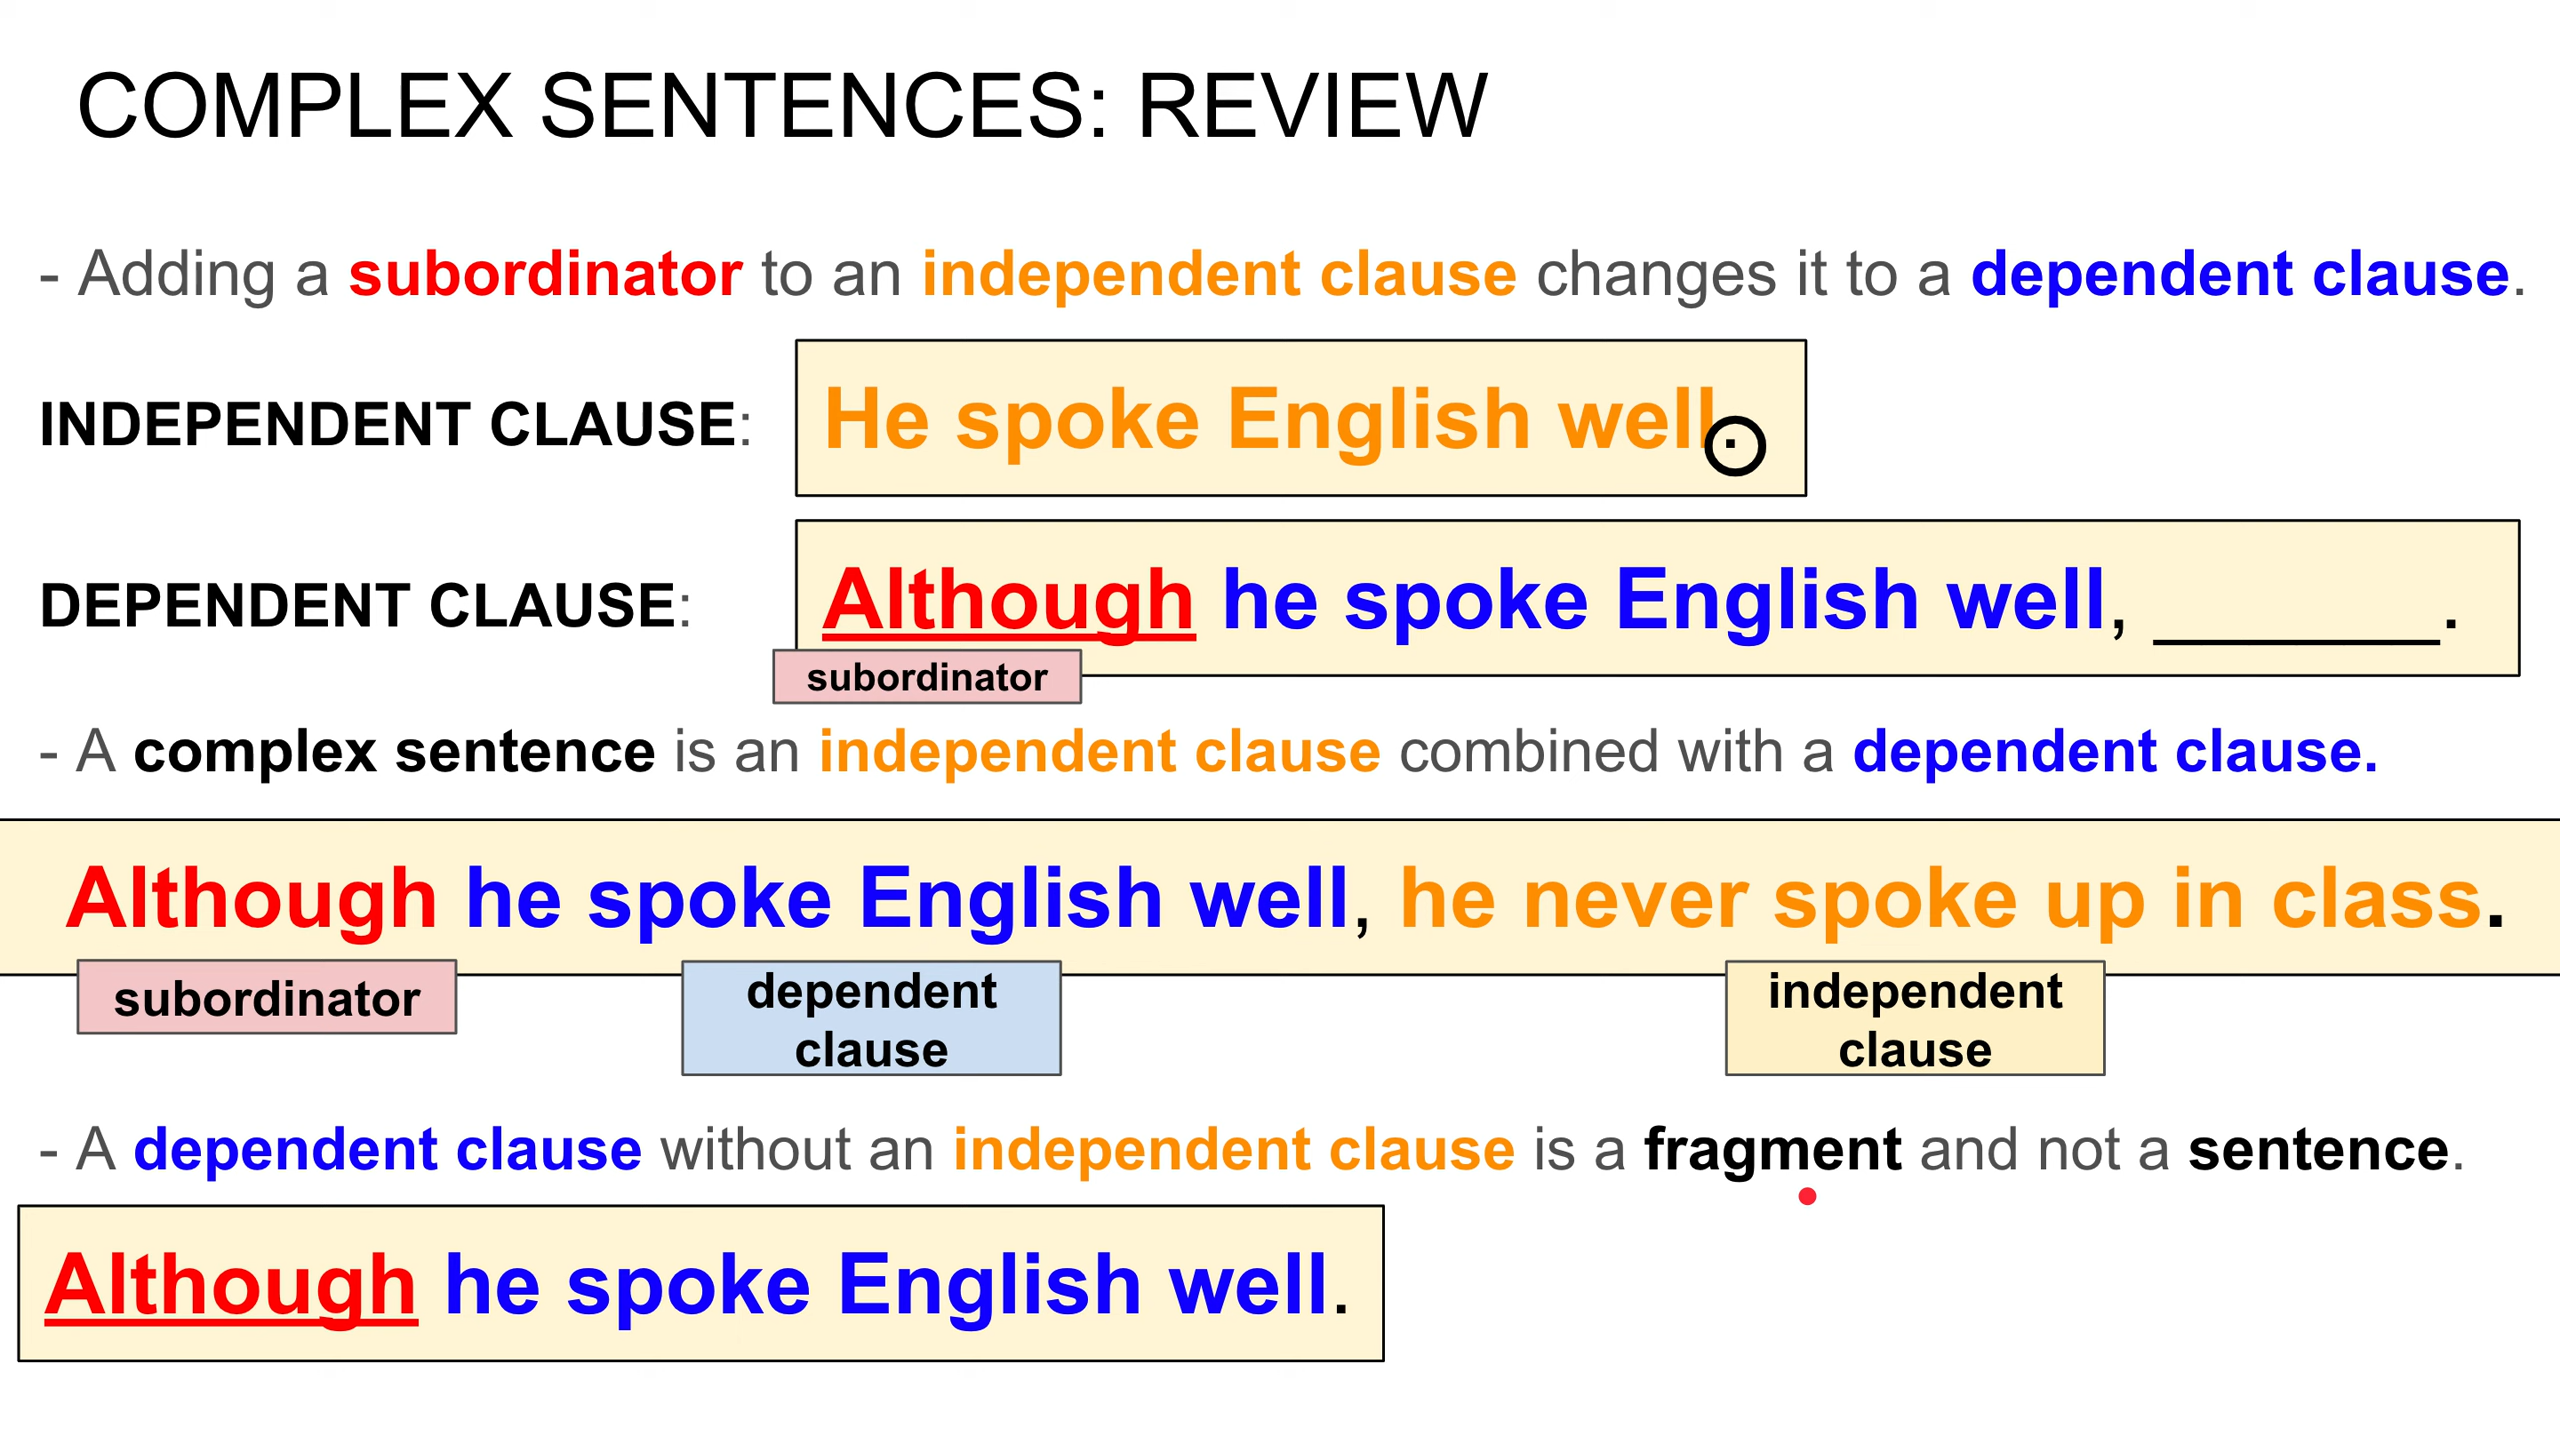 COMPLEX SENTENCES: REVIEW
- Adding a subordinator to an independent clause changes it to a dependent clause.
INDEPENDENT CLAUSE: He spoke English well.
DEPENDENT CLAUSE: Although he spoke English well, ______.
subordinator
- A complex sentence is an independent clause combined with a dependent clause.
Although he spoke English well, he never spoke up in class.
subordinator
dependent
clause
independent
clause
- A dependent clause without an independent clause is a fragment and not a sentence.
Although he spoke English well.